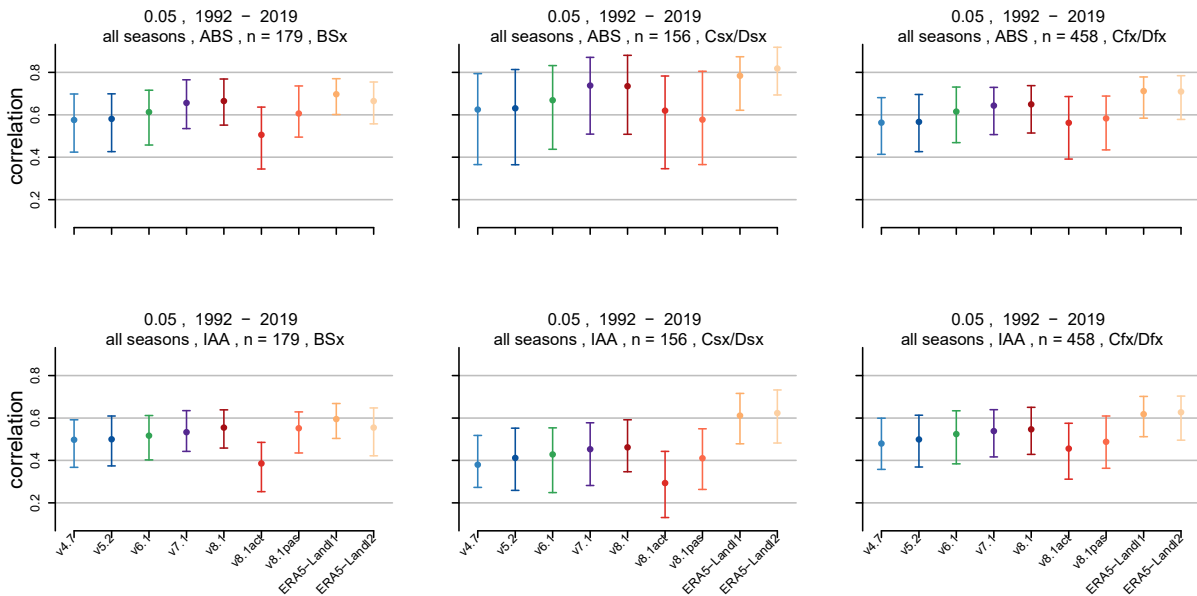 0.05 , 1992 − 2019
all seasons , ABS , n = 179 , BSx
0.05 , 1992 − 2019
all seasons , ABS , n = 156 , Csx/Dsx
0.05 , 1992 − 2019
all seasons , ABS , n = 458 , Cfx/Dfx
correlation
0.8
0.6
0.4
0.2
0.05 , 1992 − 2019
all seasons , IAA , n = 179 , BSx
0.05 , 1992 − 2019
all seasons , IAA , n = 156 , Csx/Dsx
0.05 , 1992 − 2019
all seasons , IAA , n = 458 , Cfx/Dfx
correlation
0.8
0.6
0.4
0.2
v4.7
v5.2
v6.1
v7.1
v8.1
v8.1act
v8.1pas
ERA5−Landl1
ERA5−Landl2
v4.7
v5.2
v6.1
v7.1
v8.1
v8.1act
v8.1pas
ERA5−Landl1
ERA5−Landl2
v4.7
v5.2
v6.1
v7.1
v8.1
v8.1act
v8.1pas
ERA5−Landl1
ERA5−Landl2